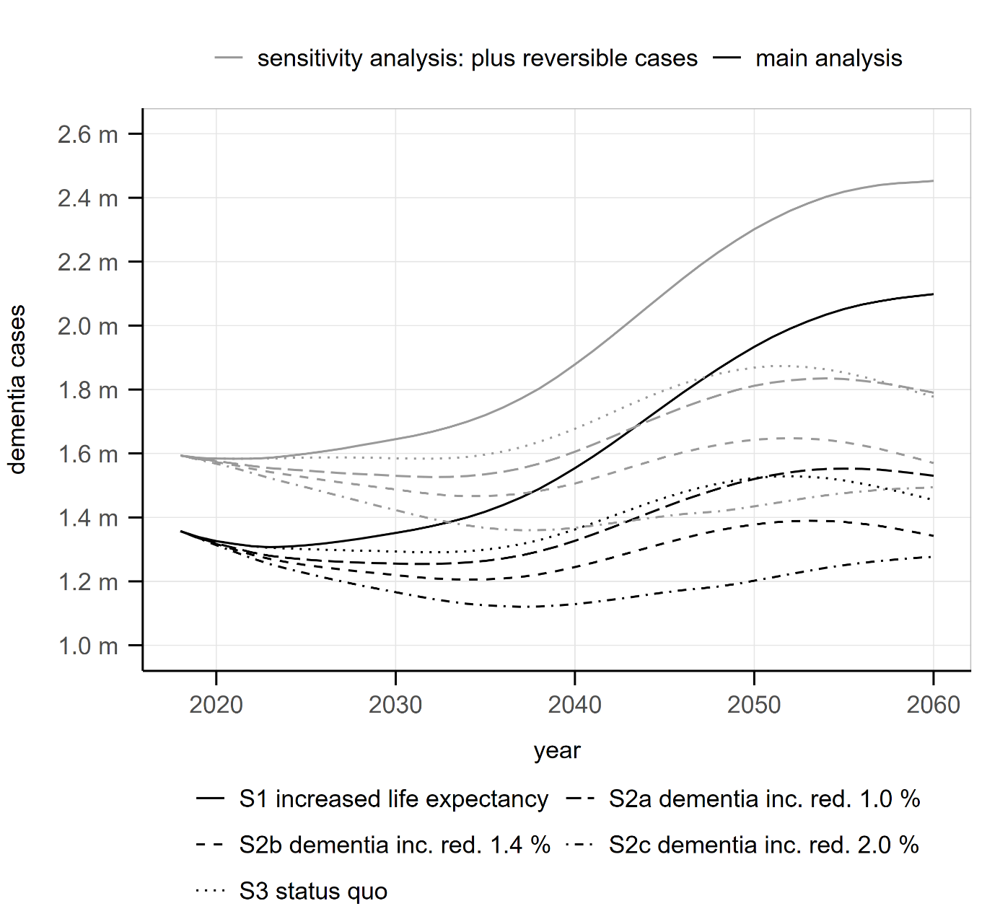 sensitivity analysis: plus reversible cases main analysis
2.6 m
2.4 m
2.2 m
2.0 m
1.8 m
1.6 m
1.4 m
1.2 m
1.0 m
dementia cases
2020 2030 2040 2050 2060
year
S1 increased life expectancy S2a dementia inc. red. 1.0 %
S2b dementia inc. red. 1.4 % S2c dementia inc. red. 2.0 %
S3 status quo